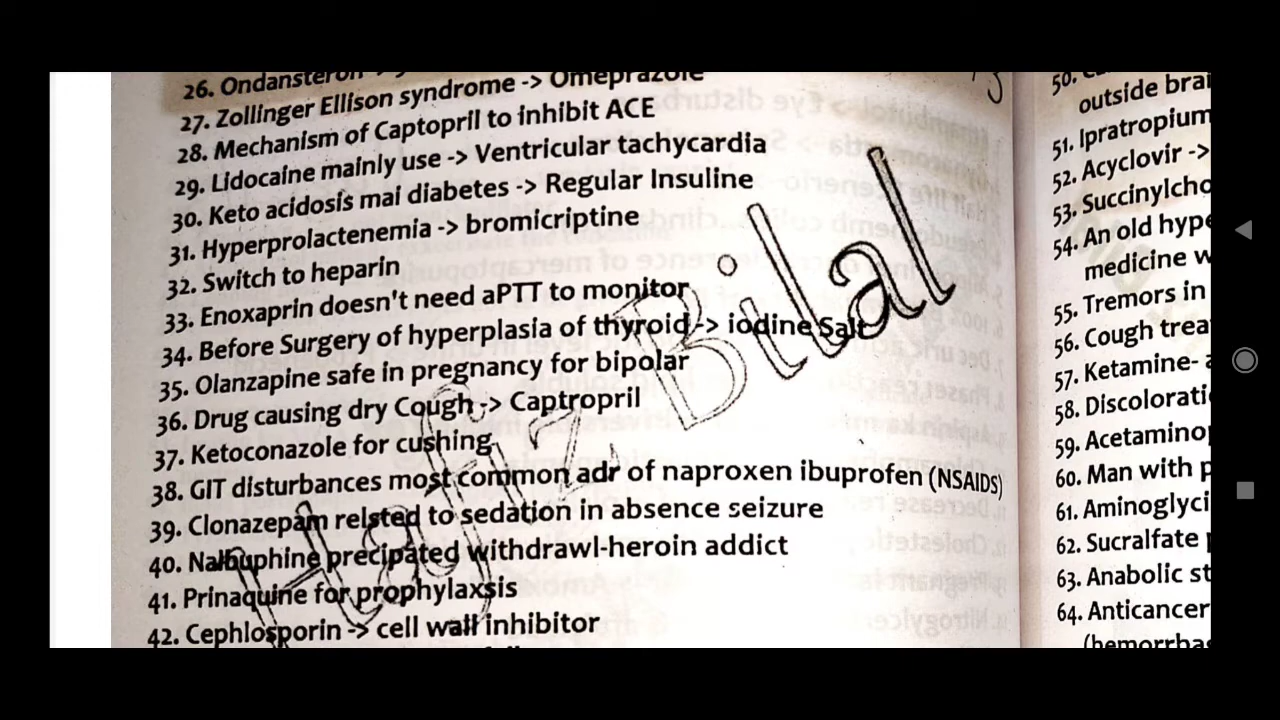 26. Ondansteron
27. Zollinger Ellison syndrome -> Omeprazole
28. Mechanism of Captopril to inhibit ACE
29. Lidocaine mainly use -> Ventricular tachycardia
30. Keto acidosis mai diabetes -> Regular Insuline
31. Hyperprolactenemia -> bromicriptine
32. Switch to heparin
33. Enoxaprin doesn't need aPTT to monitor
34. Before Surgery of hyperplasia of thyroid -> iodine Salt
35. Olanzapine safe in pregnancy for bipolar
36. Drug causing dry Cough -> Captropril
37. Ketoconazole for cushing
38. GIT disturbances most common adr of naproxen ibuprofen (NSAIDS)
39. Clonazepam relsted to sedation in absence seizure
40. Nalbuphine precipated withdrawl-heroin addict
41. Prinaquine for prophylaxsis
42. Cephlosporin -> cell wall inhibitor
Hafiz Bilal
50.
outside brai
51. Ipratropium
52. Acyclovir ->
53. Succinylcho
54. An old hype
medicine w
55. Tremors in
56. Cough trea
57. Ketamine- a
58. Discolorati
59. Acetaminop
60. Man with p
61. Aminoglyci
62. Sucralfate p
63. Anabolic st
64. Anticancer
(hemorrhag